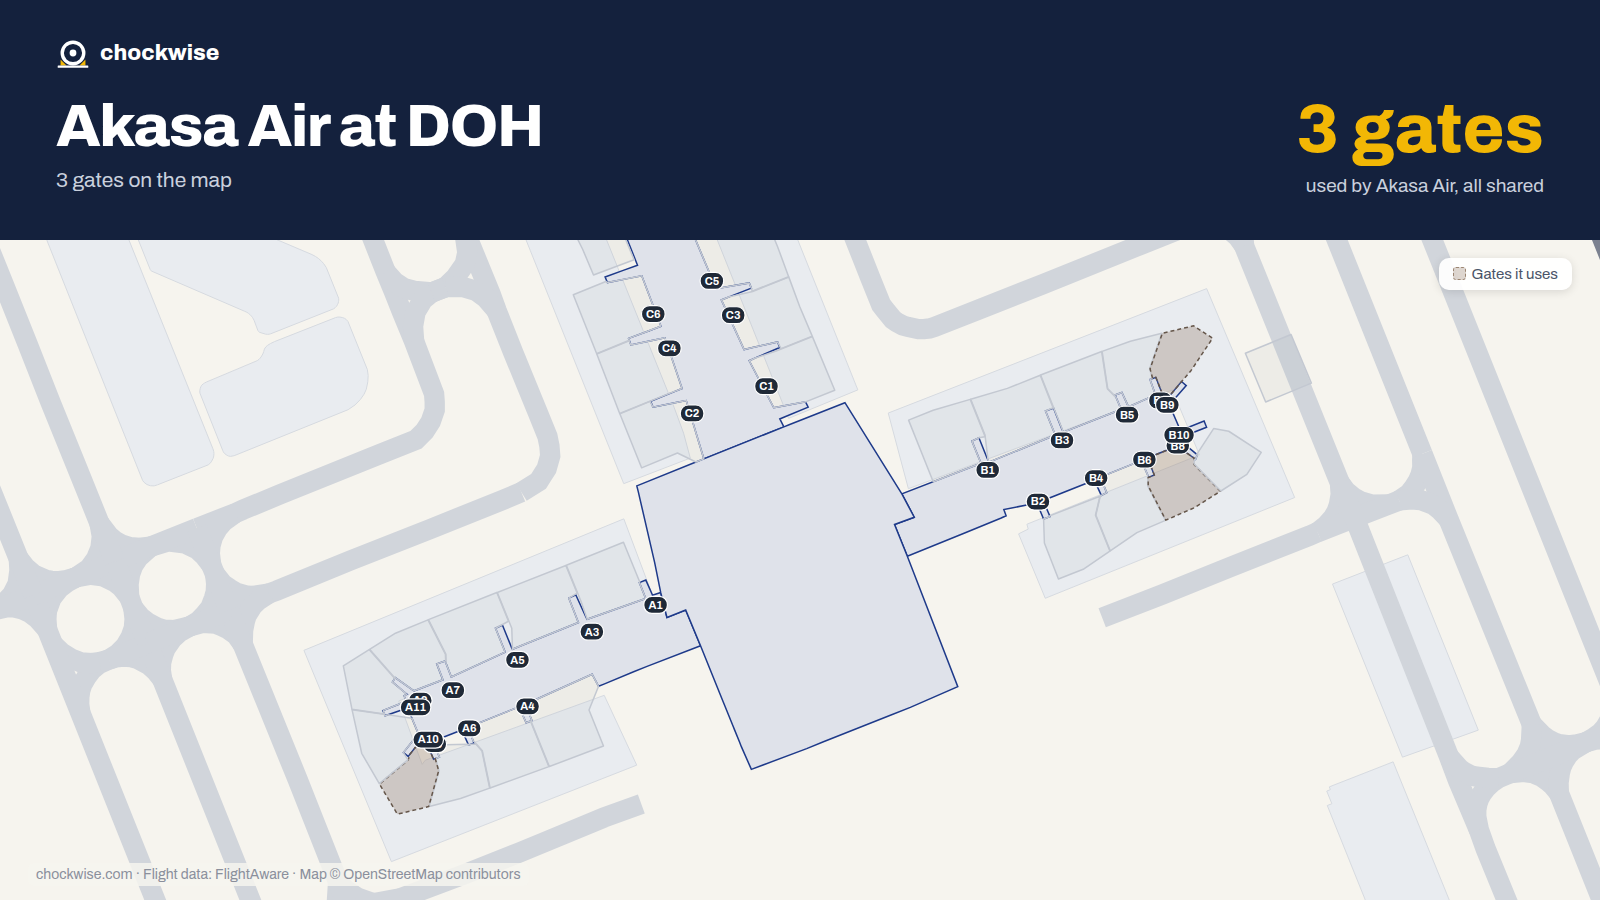 chockwise
Akasa Air at DOH
3 gates on the map
3 gates
used by Akasa Air, all shared
Gates it uses
C5
C6
C3
C4
C1
C2
B9
B5
B10
B8
B3
B6
B1
B4
B2
A1
A3
A5
A7
A11
A4
A6
A10
chockwise.com · Flight data: FlightAware · Map © OpenStreetMap contributors